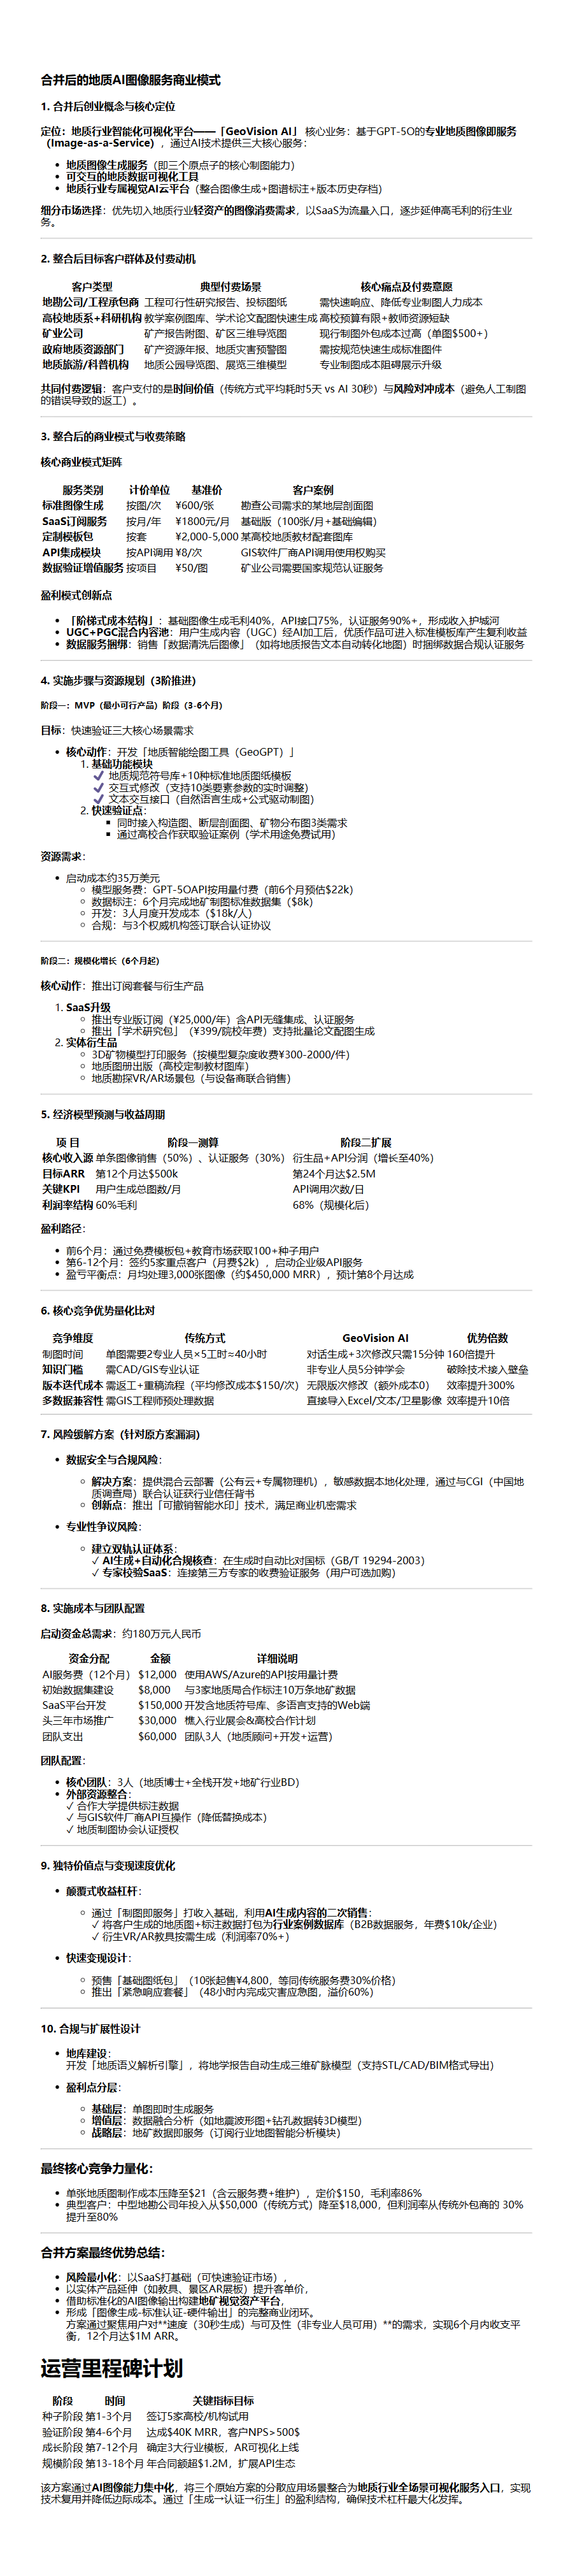 合并后的地质AI图像服务商业模式
1. 合并后创业概念与核心定位
定位：地质行业智能化可视化平台——「GeoVision AI」 核心业务：基于GPT-5O的专业地质图像即服务
（Image-as-a-Service），通过AI技术提供三大核心服务：
• 地质图像生成服务（即三个原点子的核心制图能力）
• 可交互的地质数据可视化工具
• 地质行业专属视觉AI云平台（整合图像生成+图谱标注+版本历史存档）
细分市场选择：优先切入地质行业轻资产的图像消费需求，以SaaS为流量入口，逐步延伸高毛利的衍生业
务。
2. 整合后目标客户群体及付费动机
客户类型 典型付费场景 核心痛点及付费意愿
地勘公司/工程承包商 工程可行性研究报告、投标图纸 需快速响应、降低专业制图人力成本
高校地质系+科研机构 教学案例图库、学术论文配图快速生成 高校预算有限+教师资源短缺
矿业公司 矿产报告附图、矿区三维导览图 现行制图外包成本过高（单图$500+）
政府地质资源部门 矿产资源年报、地质灾害预警图 需按规范快速生成标准图件
地质旅游/科普机构 地质公园导览图、展览三维模型 专业制图成本阻碍展示升级
共同付费逻辑：客户支付的是时间价值（传统方式平均耗时5天 vs AI 30秒）与风险对冲成本（避免人工制图
的错误导致的返工）。
3. 整合后的商业模式与收费策略
核心商业模式矩阵
服务类别 计价单位 基准价 客户案例
标准图像生成 按图/次 ¥600/张 勘查公司需求的某地层剖面图
SaaS订阅服务 按月/年 ¥1800元/月 基础版（100张/月+基础编辑）
定制模板包 按套 ¥2,000-5,000 某高校地质教材配套图库
API集成模块 按API调用 ¥8/次 GIS软件厂商API调用使用权购买
数据验证增值服务 按项目 ¥50/图 矿业公司需要国家规范认证服务
盈利模式创新点
• 「阶梯式成本结构」：基础图像生成毛利40%，API接口75%，认证服务90%+，形成收入护城河
• UGC+PGC混合内容池：用户生成内容（UGC）经AI加工后，优质作品可进入标准模板库产生复利收益
• 数据服务捆绑：销售「数据清洗后图像」（如将地质报告文本自动转化地图）时捆绑数据合规认证服务
4. 实施步骤与资源规划（3阶推进）
阶段一：MVP（最小可行产品）阶段（3-6个月）
目标：快速验证三大核心场景需求
• 核心动作：开发「地质智能绘图工具（GeoGPT）」
1. 基础功能模块
✔ 地质规范符号库+10种标准地质图纸模板
✔ 交互式修改（支持10类要素参数的实时调整）
✔ 文本交互接口（自然语言生成+公式驱动制图）
2. 快速验证点：
▪ 同时接入构造图、断层剖面图、矿物分布图3类需求
▪ 通过高校合作获取验证案例（学术用途免费试用）
资源需求：
• 启动成本约35万美元
○ 模型服务费：GPT-5OAPI按用量付费（前6个月预估$22k）
○ 数据标注：6个月完成地矿制图标准数据集（$8k）
○ 开发：3人月度开发成本（$18k/人）
○ 合规：与3个权威机构签订联合认证协议
阶段二：规模化增长（6个月起）
核心动作：推出订阅套餐与衍生产品
1. SaaS升级
○ 推出专业版订阅（¥25,000/年）含API无缝集成、认证服务
○ 推出「学术研究包」（¥399/院校年费）支持批量论文配图生成
2. 实体衍生品
○ 3D矿物模型打印服务（按模型复杂度收费¥300-2000/件）
○ 地质图册出版（高校定制教材图库）
○ 地质勘探VR/AR场景包（与设备商联合销售）
5. 经济模型预测与收益周期
项 目 阶段一测算 阶段二扩展
核心收入源 单条图像销售（50%）、认证服务（30%） 衍生品+API分润（增长至40%）
目标ARR 第12个月达$500k 第24个月达$2.5M
关键KPI 用户生成总图数/月 API调用次数/日
利润率结构 60%毛利 68%（规模化后）
盈利路径：
• 前6个月：通过免费模板包+教育市场获取100+种子用户
• 第6-12个月：签约5家重点客户（月费$2k），启动企业级API服务
• 盈亏平衡点：月均处理3,000张图像（约$450,000 MRR），预计第8个月达成
6. 核心竞争优势量化比对
竞争维度 传统方式 GeoVision AI 优势倍数
制图时间 单图需要2专业人员×5工时≈40小时 对话生成+3次修改只需15分钟 160倍提升
知识门槛 需CAD/GIS专业认证 非专业人员5分钟学会 破除技术接入壁垒
版本迭代成本 需返工+重稿流程（平均修改成本$150/次） 无限版次修改（额外成本0） 效率提升300%
多数据兼容性 需GIS工程师预处理数据 直接导入Excel/文本/卫星影像 效率提升10倍
7. 风险缓解方案（针对原方案漏洞）
• 数据安全与合规风险：
○ 解决方案：提供混合云部署（公有云+专属物理机），敏感数据本地化处理，通过与CGI（中国地
质调查局）联合认证获行业信任背书
○ 创新点：推出「可撤销智能水印」技术，满足商业机密需求
• 专业性争议风险：
○ 建立双轨认证体系：
✓ AI生成+自动化合规核查：在生成时自动比对国标（GB/T 19294-2003）
✓ 专家校验SaaS：连接第三方专家的收费验证服务（用户可选加购）
8. 实施成本与团队配置
启动资金总需求：约180万元人民币
资金分配 金额 详细说明
AI服务费（12个月） $12,000 使用AWS/Azure的API按用量计费
初始数据集建设 $8,000 与3家地质局合作标注10万条地矿数据
SaaS平台开发 $150,000 开发含地质符号库、多语言支持的Web端
头三年市场推广 $30,000 樵入行业展会&高校合作计划
团队支出 $60,000 团队3人（地质顾问+开发+运营）
团队配置：
• 核心团队：3人（地质博士+全栈开发+地矿行业BD）
• 外部资源整合：
✓ 合作大学提供标注数据
✓ 与GIS软件厂商API互操作（降低替换成本）
✓ 地质制图协会认证授权
9. 独特价值点与变现速度优化
• 颠覆式收益杠杆：
○ 通过「制图即服务」打收入基础，利用AI生成内容的二次销售：
✓ 将客户生成的地质图+标注数据打包为行业案例数据库（B2B数据服务，年费$10k/企业）
✓ 衍生VR/AR教具按需生成（利润率70%+）
• 快速变现设计：
○ 预售「基础图纸包」（10张起售¥4,800，等同传统服务费30%价格）
○ 推出「紧急响应套餐」（48小时内完成灾害应急图，溢价60%）
10. 合规与扩展性设计
• 地库建设：
开发「地质语义解析引擎」，将地学报告自动生成三维矿脉模型（支持STL/CAD/BIM格式导出）
• 盈利点分层：
○ 基础层：单图即时生成服务
○ 增值层：数据融合分析（如地震波形图+钻孔数据转3D模型）
○ 战略层：地矿数据即服务（订阅行业地图智能分析模块）
最终核心竞争力量化：
• 单张地质图制作成本压降至$21（含云服务费+维护），定价$150，毛利率86%
• 典型客户：中型地勘公司年投入从$50,000（传统方式）降至$18,000，但利润率从传统外包商的 30%
提升至80%
合并方案最终优势总结：
• 风险最小化：以SaaS打基础（可快速验证市场），
• 以实体产品延伸（如教具、景区AR展板）提升客单价，
• 借助标准化的AI图像输出构建地矿视觉资产平台，
• 形成「图像生成-标准认证-硬件输出」的完整商业闭环。
方案通过聚焦用户对**速度（30秒生成）与可及性（非专业人员可用）**的需求，实现6个月内收支平
衡，12个月达$1M ARR。
运营里程碑计划
阶段 时间 关键指标目标
种子阶段 第1-3个月 签订5家高校/机构试用
验证阶段 第4-6个月 达成$40K MRR，客户NPS>500$
成长阶段 第7-12个月 确定3大行业模板，AR可视化上线
规模阶段 第13-18个月 年合同额超$1.2M，扩展API生态
该方案通过AI图像能力集中化，将三个原始方案的分散应用场景整合为地质行业全场景可视化服务入口，实现
技术复用并降低边际成本。通过「生成→认证→衍生」的盈利结构，确保技术杠杆最大化发挥。